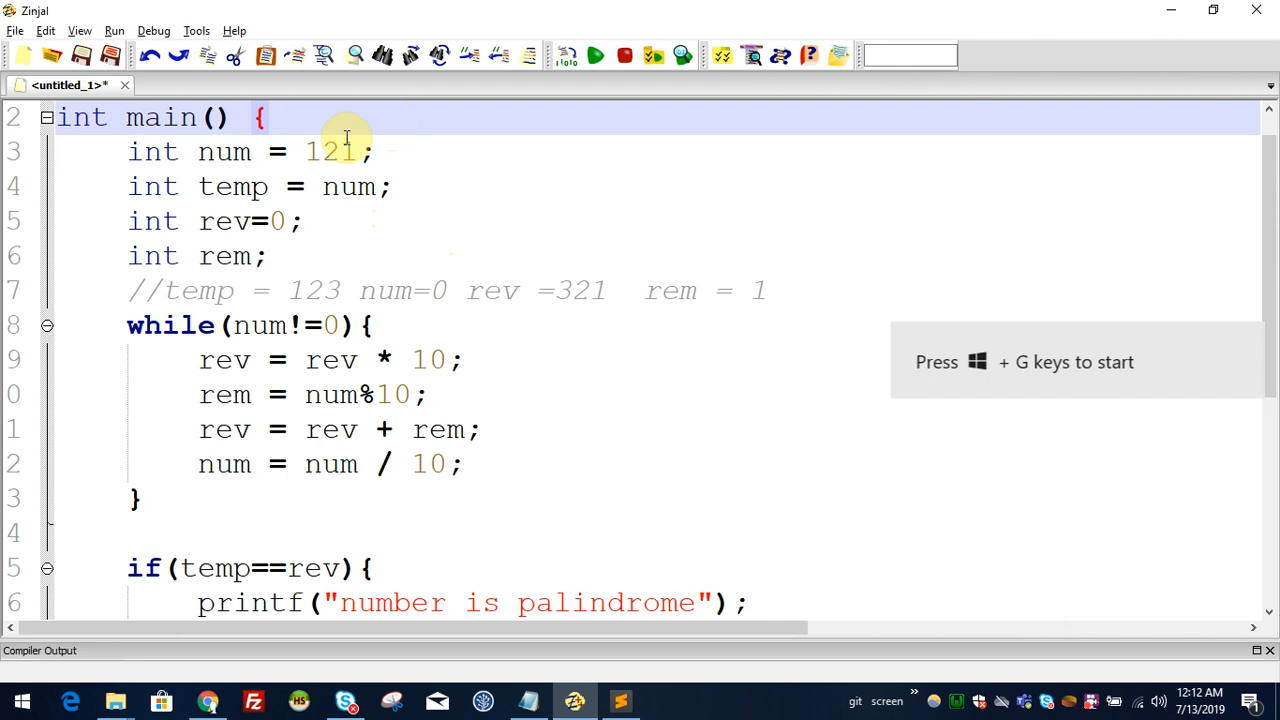 Zinjal
File Edit View Run Debug Tools Help
<untitled_1>*
2 int main() {
3 int num = 121;
4 int temp = num;
5 int rev=0;
6 int rem;
7 //temp = 123 num=0 rev =321 rem = 1
8 while(num!=0){
9 rev = rev * 10;
0 rem = num%10;
1 rev = rev + rem;
2 num = num / 10;
3 }
4
5 if(temp==rev){
6 printf("number is palindrome");
Press + G keys to start
Compiler Output
git screen » 12:12 AM
7/13/2019